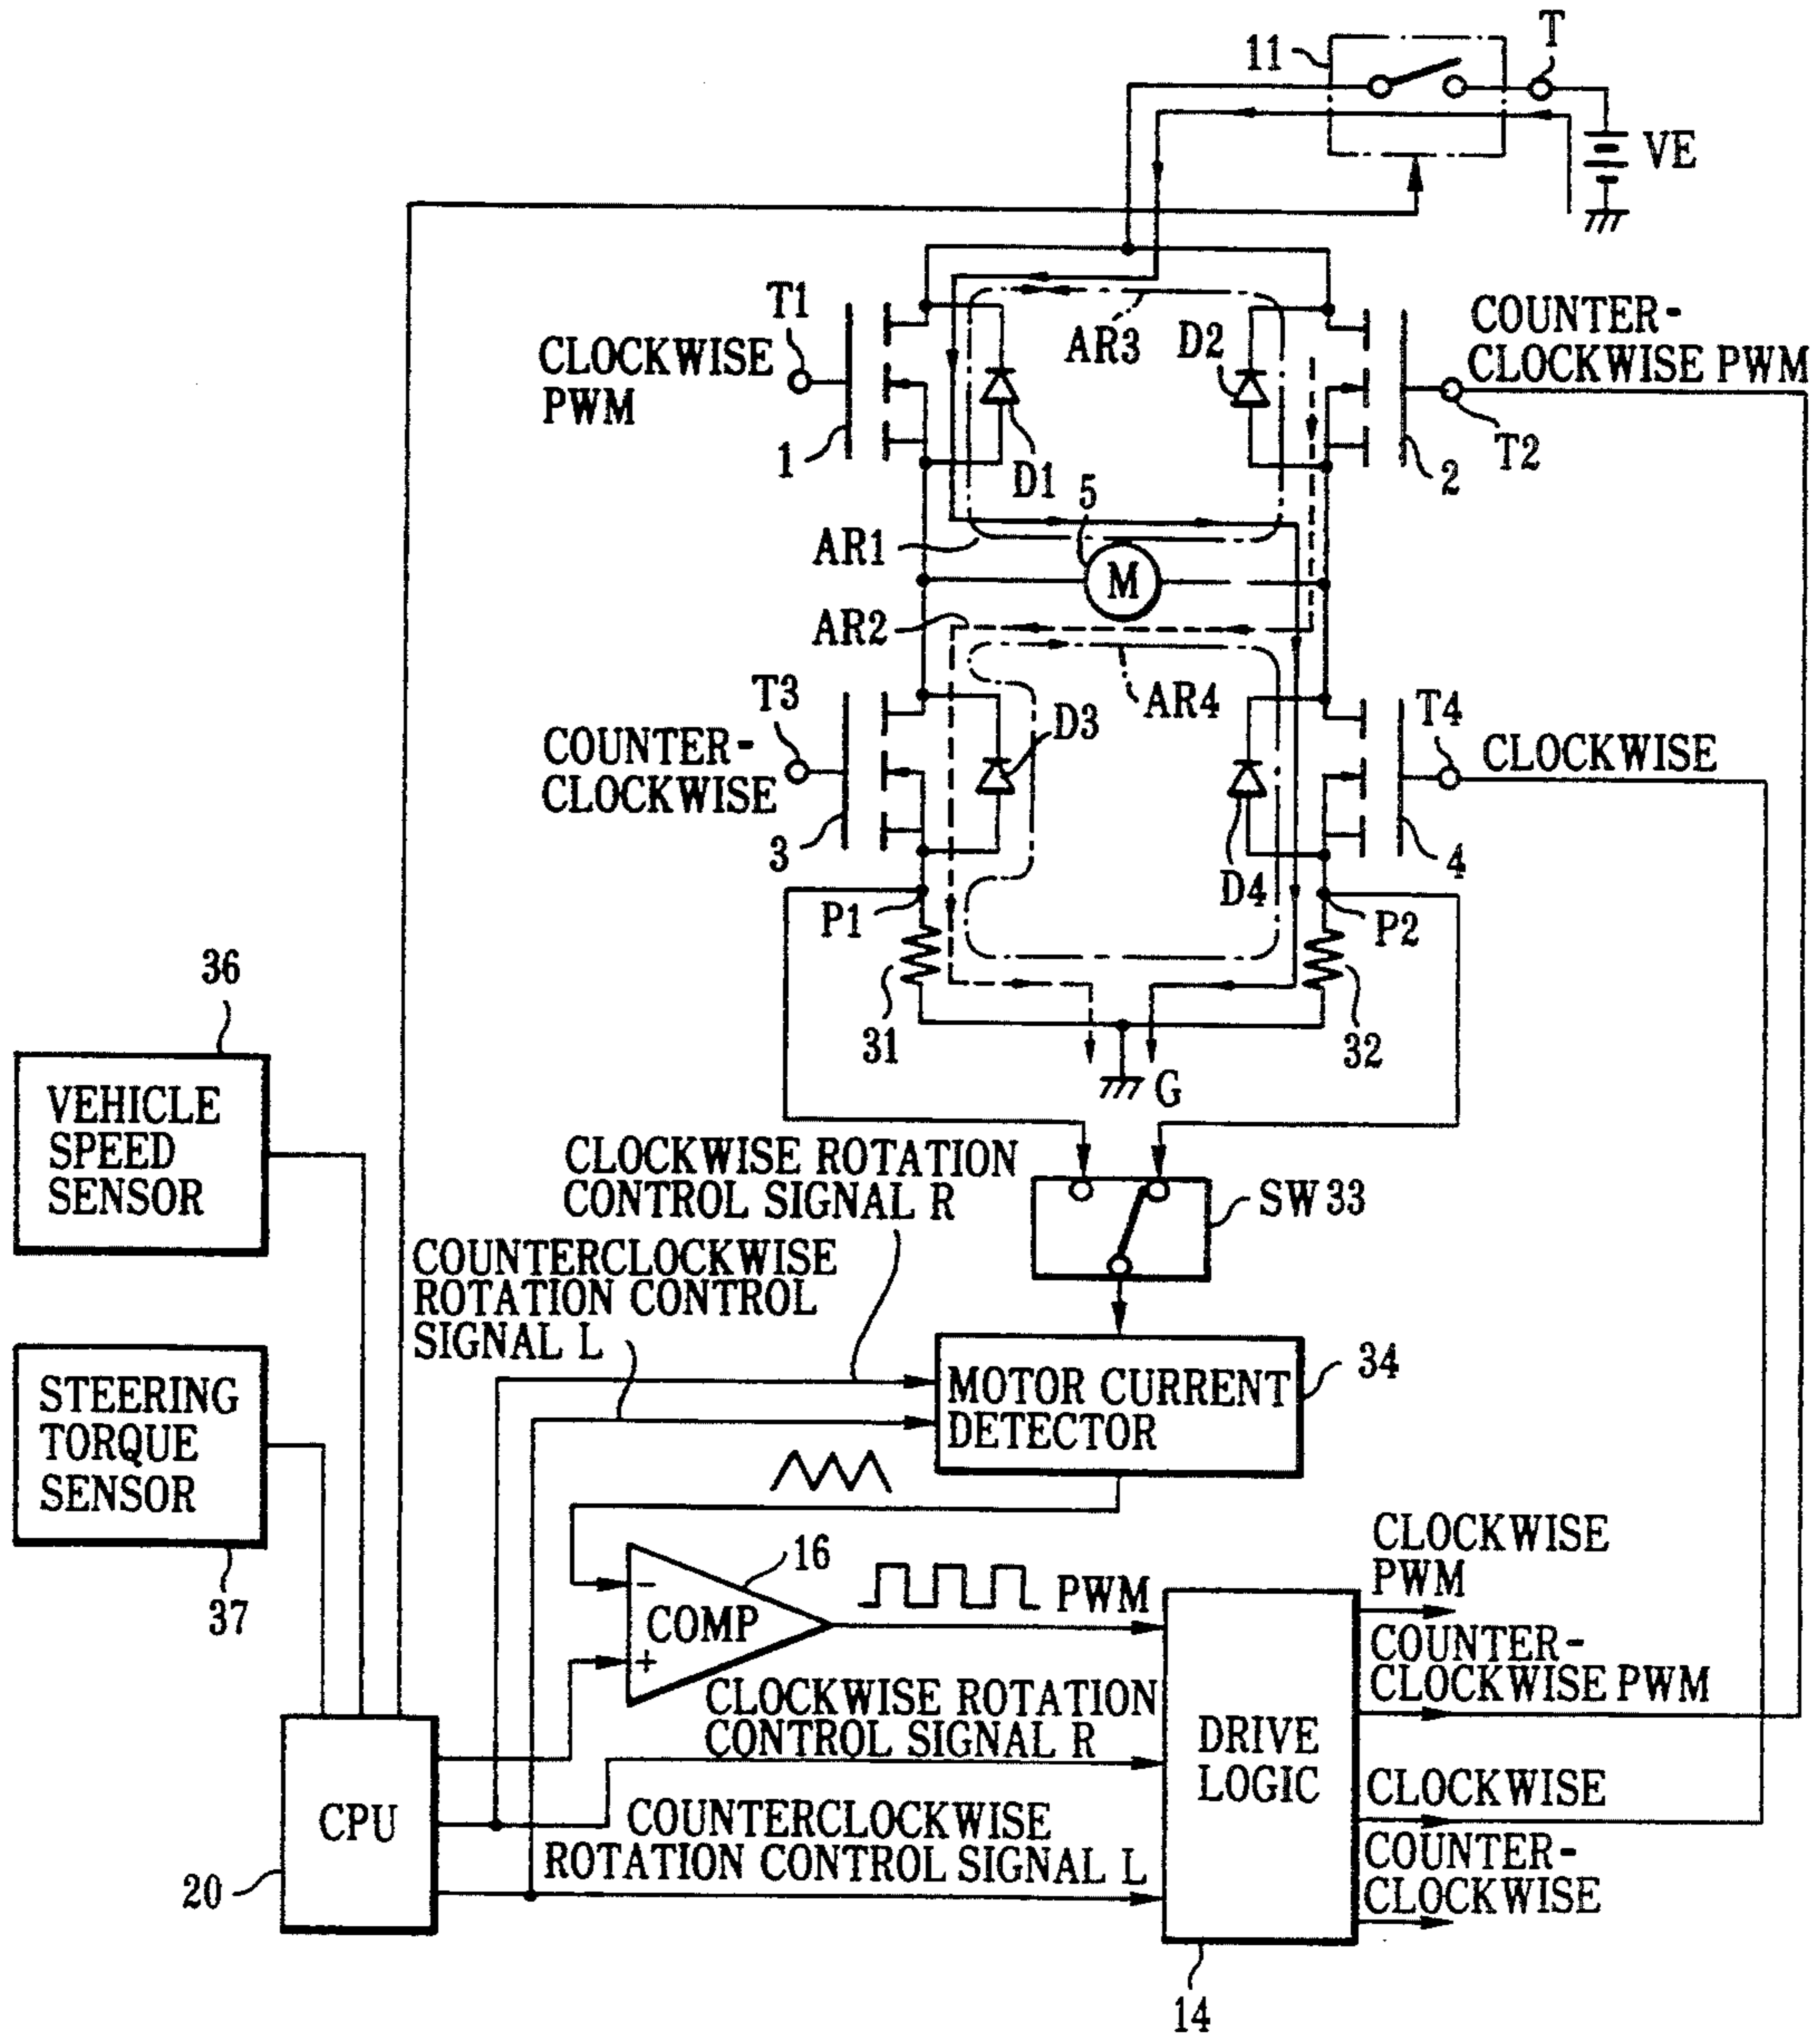 T
11
VE
T1
CLOCKWISE
PWM
1
D1
AR3
D2
COUNTER-
CLOCKWISE PWM
T2
2
5
AR1
M
AR2
AR4
T3
COUNTER-
CLOCKWISE
3
D3
T4
CLOCKWISE
D4
4
P1
P2
31
32
G
36
VEHICLE
SPEED
SENSOR
CLOCKWISE ROTATION
CONTROL SIGNAL R
SW 33
COUNTERCLOCKWISE
ROTATION CONTROL
SIGNAL L
34
MOTOR CURRENT
DETECTOR
STEERING
TORQUE
SENSOR
37
16
-
COMP
+
PWM
CLOCKWISE
PWM
COUNTER-
CLOCKWISE PWM
CLOCKWISE ROTATION
CONTROL SIGNAL R
DRIVE
LOGIC
CLOCKWISE
CPU
20
COUNTERCLOCKWISE
ROTATION CONTROL SIGNAL L
COUNTER-
CLOCKWISE
14